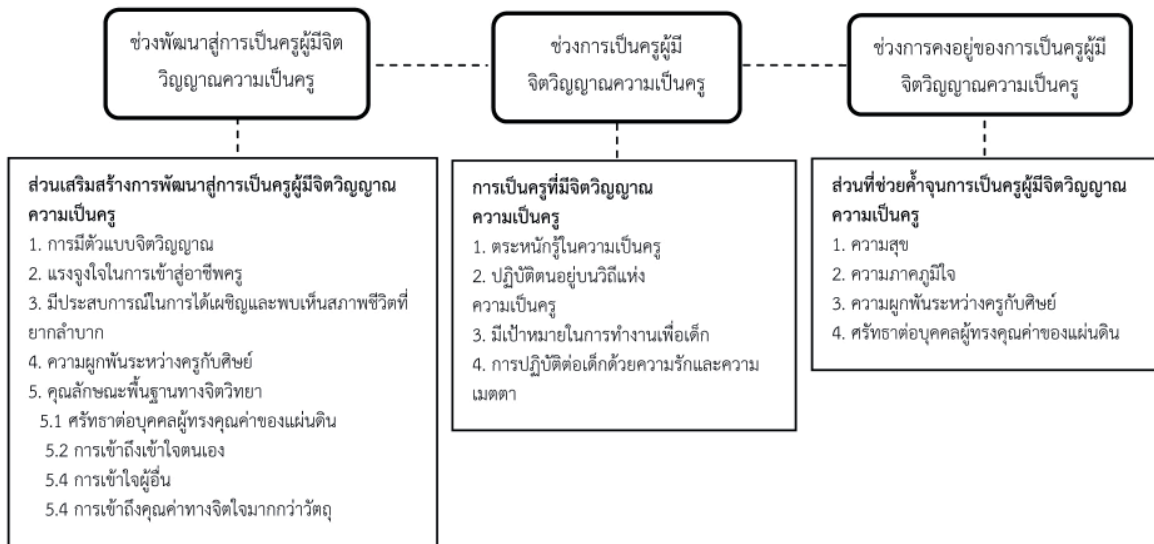 ช่วงพัฒนาสู่การเป็นครูผู้มีจิต
วิญญาณความเป็นครู
ช่วงการเป็นครูผู้มี
จิตวิญญาณความเป็นครู
ช่วงการคงอยู่ของการเป็นครูผู้มี
จิตวิญญาณความเป็นครู
ส่วนเสริมสร้างการพัฒนาสู่การเป็นครูผู้มีจิตวิญญาณ
ความเป็นครู
1. การมีตัวแบบจิตวิญญาณ
2. แรงจูงใจในการเข้าสู่อาชีพครู
3. มีประสบการณ์ในการได้เผชิญและพบเห็นสภาพชีวิตที่
ยากลำบาก
4. ความผูกพันระหว่างครูกับศิษย์
5. คุณลักษณะพื้นฐานทางจิตวิทยา
5.1 ศรัทธาต่อบุคคลผู้ทรงคุณค่าของแผ่นดิน
5.2 การเข้าถึงเข้าใจตนเอง
5.4 การเข้าใจผู้อื่น
5.4 การเข้าถึงคุณค่าทางจิตใจมากกว่าวัตถุ
การเป็นครูที่มีจิตวิญญาณ
ความเป็นครู
1. ตระหนักรู้ในความเป็นครู
2. ปฏิบัติตนอยู่บนวิถีแห่ง
ความเป็นครู
3. มีเป้าหมายในการทำงานเพื่อเด็ก
4. การปฏิบัติต่อเด็กด้วยความรักและความ
เมตตา
ส่วนที่ช่วยค้ำจุนการเป็นครูผู้มีจิตวิญญาณ
ความเป็นครู
1. ความสุข
2. ความภาคภูมิใจ
3. ความผูกพันระหว่างครูกับศิษย์
4. ศรัทธาต่อบุคคลผู้ทรงคุณค่าของแผ่นดิน